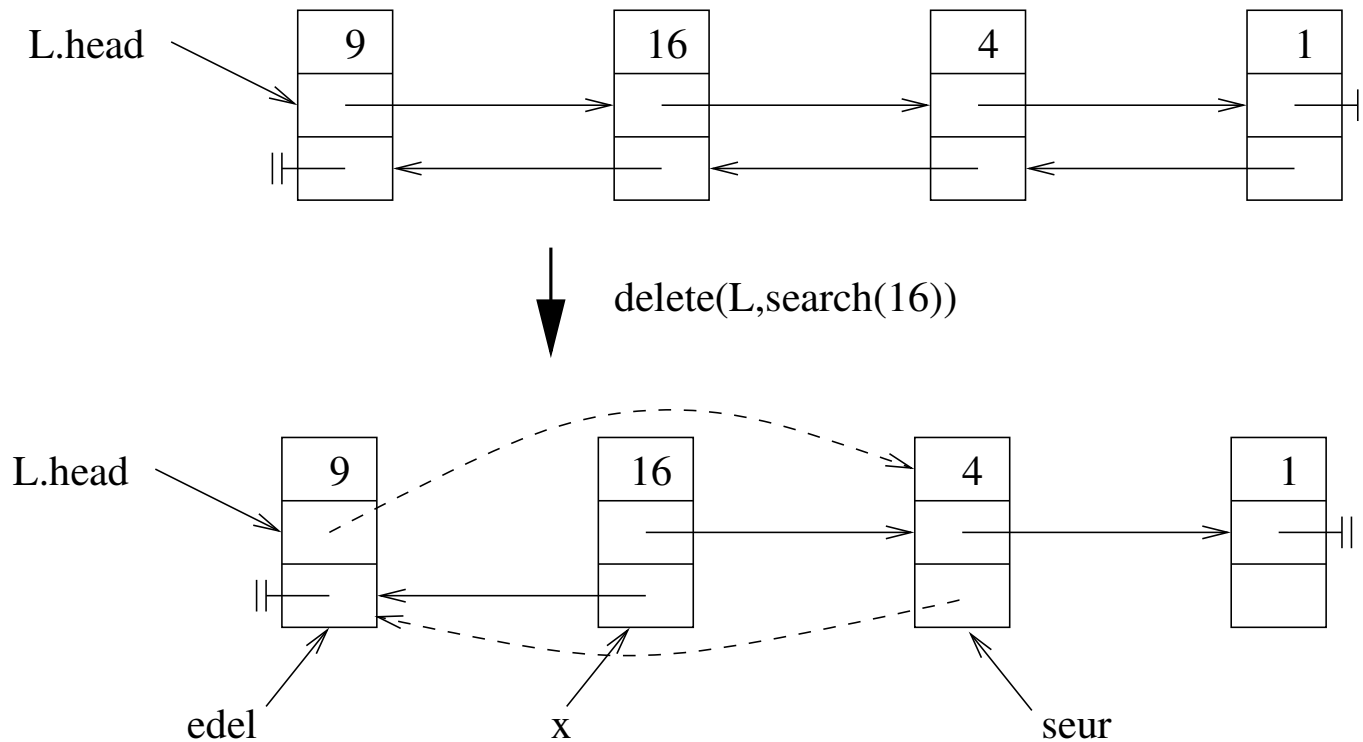 L.head 9 16 4 1
delete(L,search(16))
L.head 9 16 4 1
edel x seur